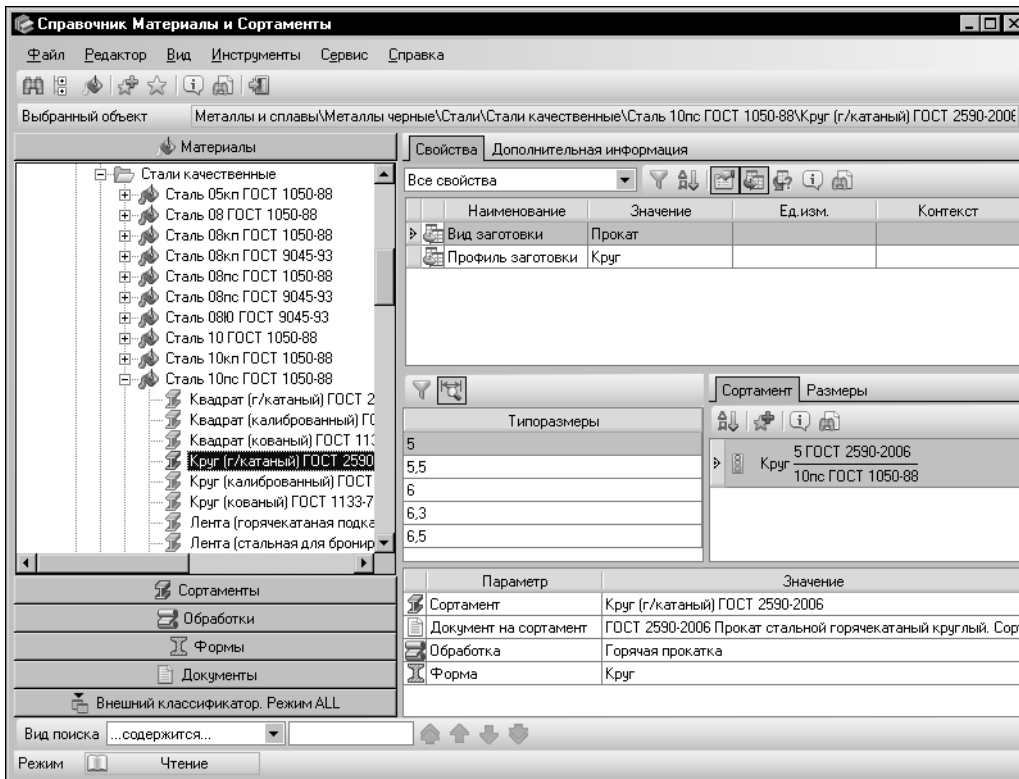 Справочник Материалы и Сортаменты
Файл Редактор Вид Инструменты Сервис Справка
Выбранный объект Металлы и сплавы\Металлы черные\Стали\Стали качественные\Сталь 10пс ГОСТ 1050-88\Круг (г/катаный) ГОСТ 2590-2006
Материалы
Стали качественные
Сталь 05кп ГОСТ 1050-88
Сталь 08 ГОСТ 1050-88
Сталь 08кп ГОСТ 1050-88
Сталь 08кп ГОСТ 9045-93
Сталь 08пс ГОСТ 1050-88
Сталь 08пс ГОСТ 9045-93
Сталь 08Ю ГОСТ 9045-93
Сталь 10 ГОСТ 1050-88
Сталь 10кп ГОСТ 1050-88
Сталь 10пс ГОСТ 1050-88
Квадрат (г/катаный) ГОСТ 2
Квадрат (калиброванный) ГО
Квадрат (кованый) ГОСТ 113
Круг (г/катаный) ГОСТ 2590
Круг (калиброванный) ГОСТ
Круг (кованый) ГОСТ 1133-7
Лента (горячекатаная подка
Лента (стальная для бронир
Сортаменты
Обработки
Формы
Документы
Внешний классификатор. Режим ALL
Свойства Дополнительная информация
Все свойства
Наименование Значение Ед.изм. Контекст
Вид заготовки Прокат
Профиль заготовки Круг
Типоразмеры
5
5,5
6
6,3
6,5
Сортамент Размеры
Круг 5 ГОСТ 2590-2006
10пс ГОСТ 1050-88
Параметр Значение
Сортамент Круг (г/катаный) ГОСТ 2590-2006
Документ на сортамент ГОСТ 2590-2006 Прокат стальной горячекатаный круглый. Сор
Обработка Горячая прокатка
Форма Круг
Вид поиска ...содержится...
Режим Чтение